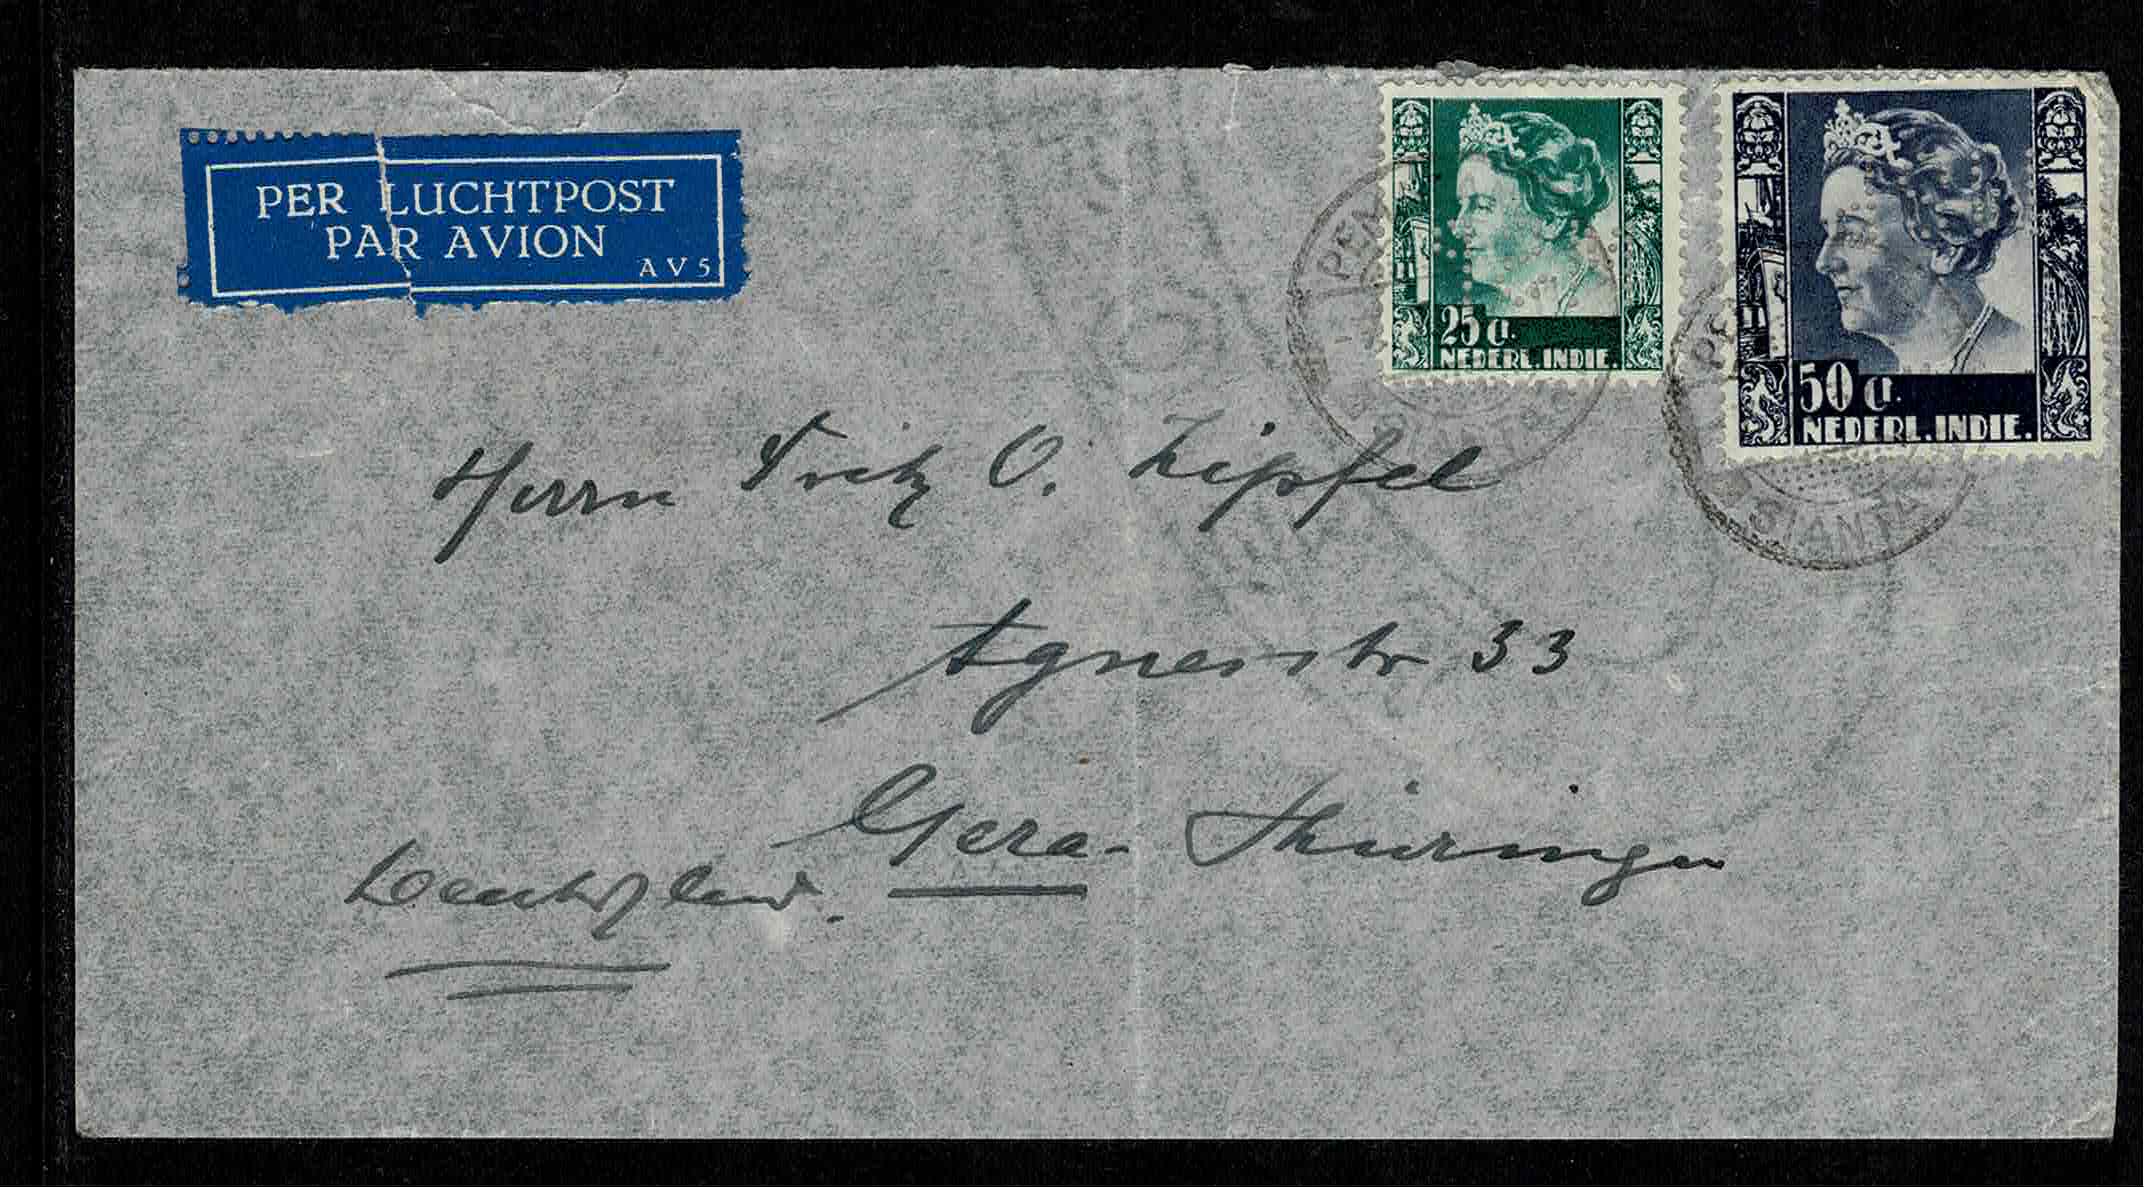 PER LUCHTPOST
PAR AVION
AV5
25 ct.
NEDERL. INDIE.
50 ct.
NEDERL. INDIE.
SIANTAR
Herrn Fritz O. Zipfel
Agnesstr 33
Gera- Thüringen
Deutschland.